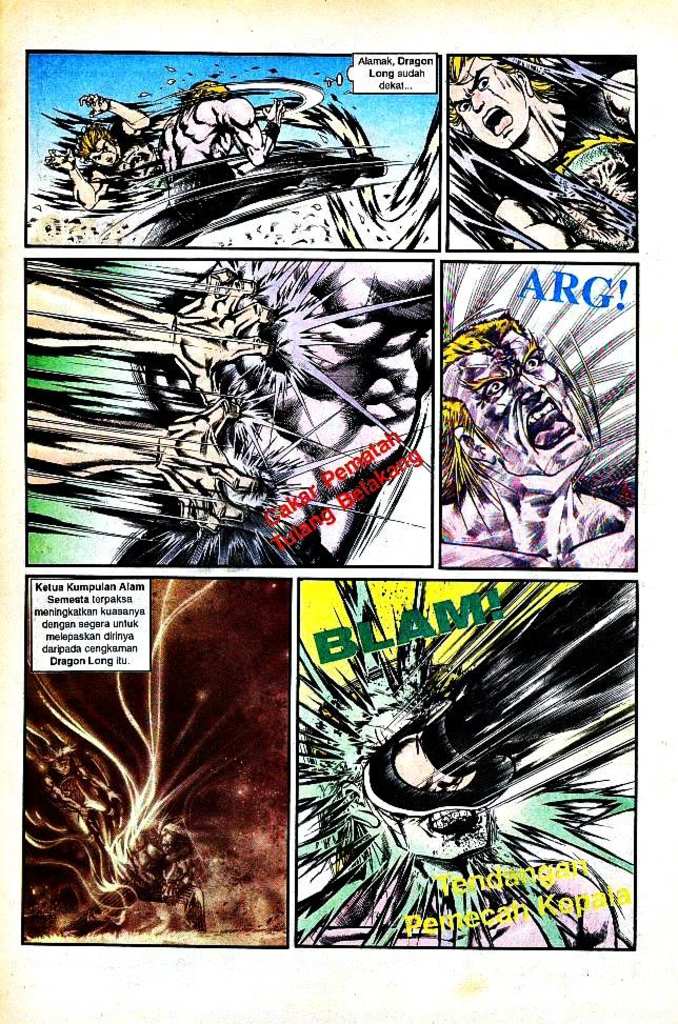 Alamak, Dragon
Long sudah
dekat...
ARG!
Cakar Pematah
Tulang Belakang
Ketua Kumpulan Alam
Semesta terpaksa
meningkatkan kuasanya
dengan segera untuk
melepaskan dirinya
daripada cengkaman
Dragon Long itu.
BLAM!
Tendangan
Pemecah Kepala